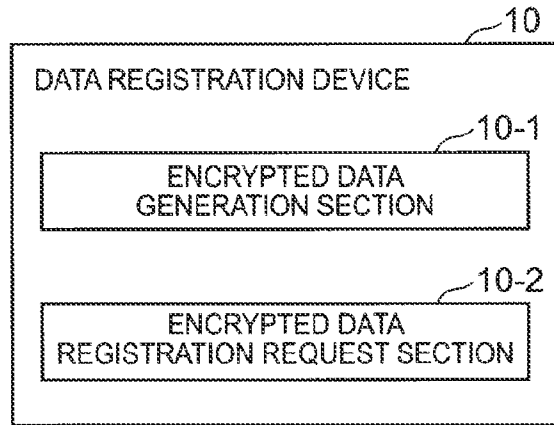 10
DATA REGISTRATION DEVICE
10-1
ENCRYPTED DATA
GENERATION SECTION
10-2
ENCRYPTED DATA
REGISTRATION REQUEST SECTION